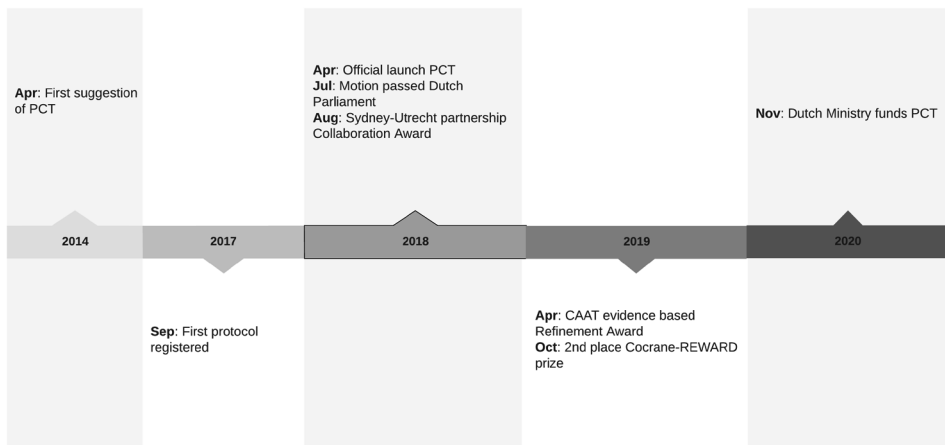 Apr: First suggestion
of PCT
Apr: Official launch PCT
Jul: Motion passed Dutch
Parliament
Aug: Sydney-Utrecht partnership
Collaboration Award
Nov: Dutch Ministry funds PCT
2014
2017
2018
2019
2020
Sep: First protocol
registered
Apr: CAAT evidence based
Refinement Award
Oct: 2nd place Cocrane-REWARD
prize